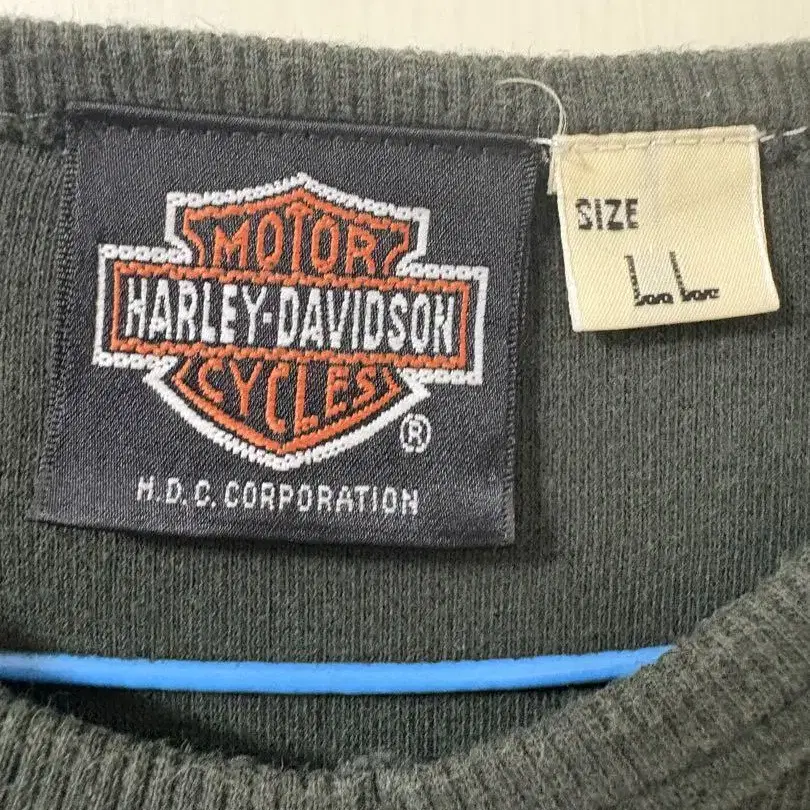 MOTOR
HARLEY-DAVIDSON
CYCLES
®
H.D.C. CORPORATION
SIZE
LL